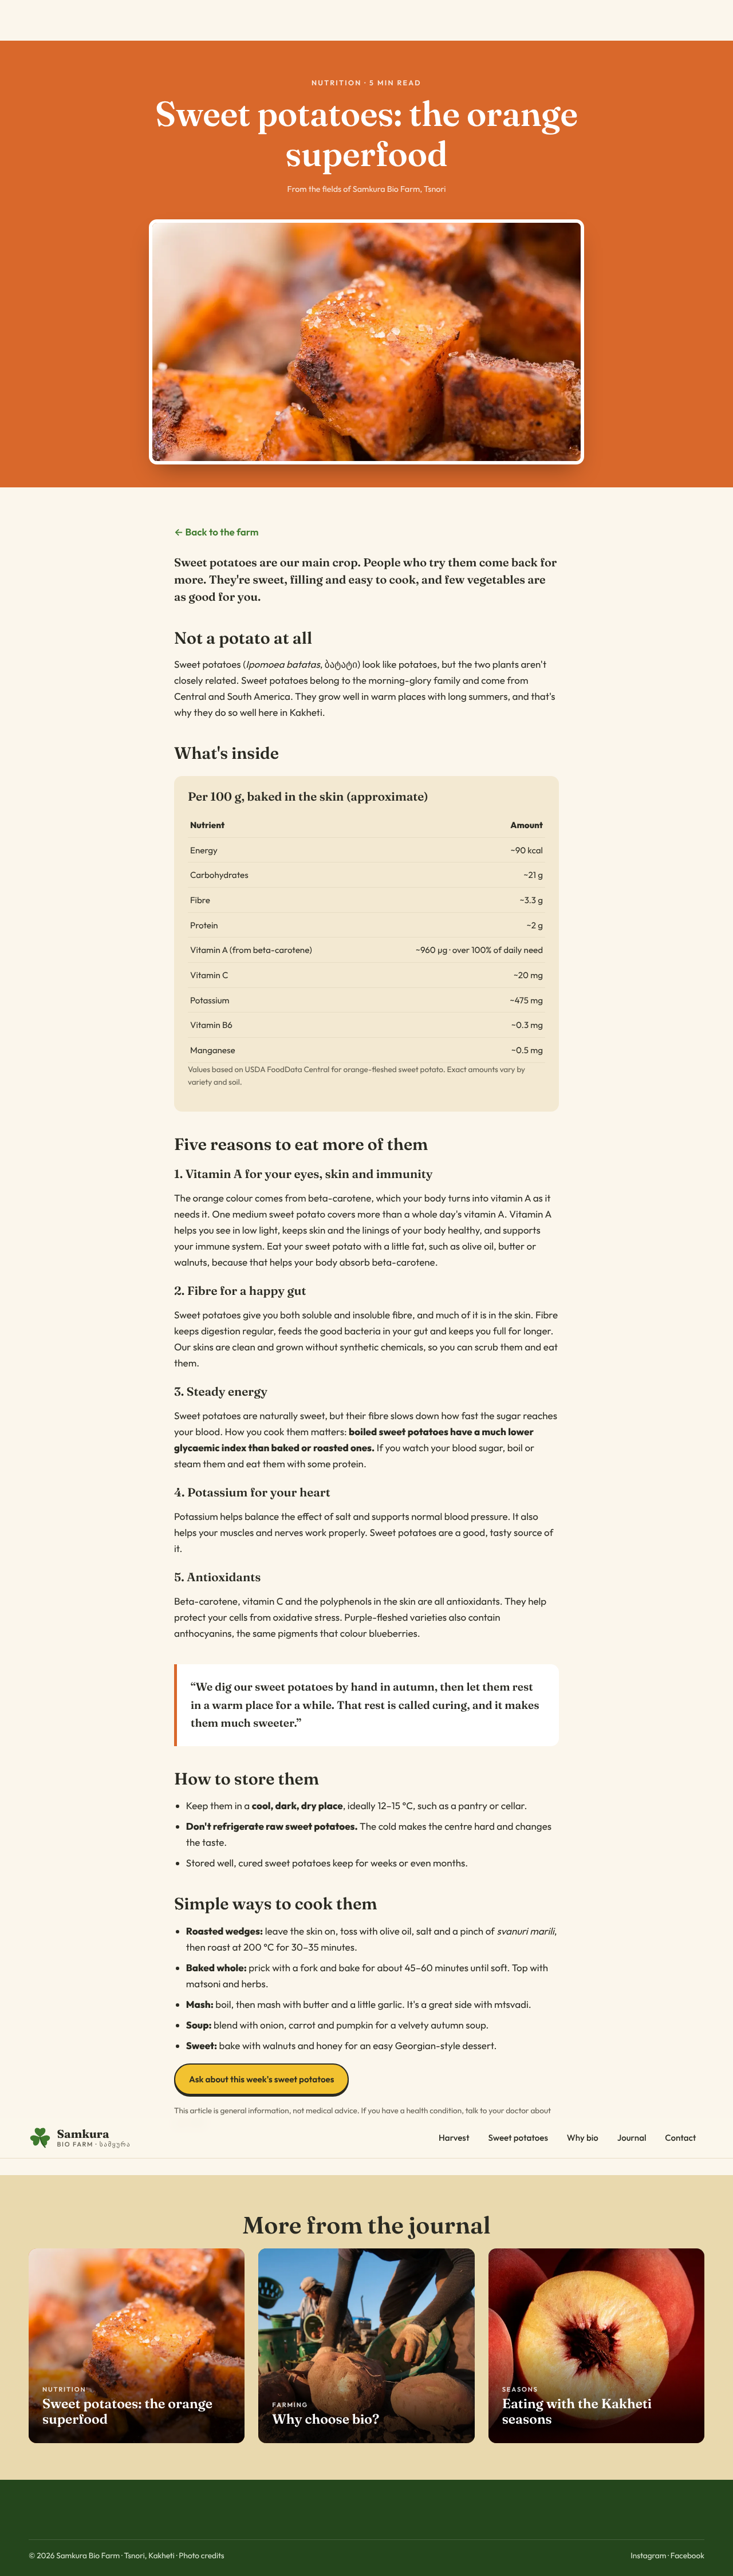 NUTRITION · 5 MIN READ
Sweet potatoes: the orange
superfood
From the fields of Samkura Bio Farm, Tsnori
← Back to the farm
Sweet potatoes are our main crop. People who try them come back for
more. They're sweet, filling and easy to cook, and few vegetables are
as good for you.
Not a potato at all
Sweet potatoes (Ipomoea batatas, ბატატი) look like potatoes, but the two plants aren't
closely related. Sweet potatoes belong to the morning-glory family and come from
Central and South America. They grow well in warm places with long summers, and that's
why they do so well here in Kakheti.
What's inside
Per 100 g, baked in the skin (approximate)
Nutrient Amount
Energy ~90 kcal
Carbohydrates ~21 g
Fibre ~3.3 g
Protein ~2 g
Vitamin A (from beta-carotene) ~960 µg · over 100% of daily need
Vitamin C ~20 mg
Potassium ~475 mg
Vitamin B6 ~0.3 mg
Manganese ~0.5 mg
Values based on USDA FoodData Central for orange-fleshed sweet potato. Exact amounts vary by
variety and soil.
Five reasons to eat more of them
1. Vitamin A for your eyes, skin and immunity
The orange colour comes from beta-carotene, which your body turns into vitamin A as it
needs it. One medium sweet potato covers more than a whole day's vitamin A. Vitamin A
helps you see in low light, keeps skin and the linings of your body healthy, and supports
your immune system. Eat your sweet potato with a little fat, such as olive oil, butter or
walnuts, because that helps your body absorb beta-carotene.
2. Fibre for a happy gut
Sweet potatoes give you both soluble and insoluble fibre, and much of it is in the skin. Fibre
keeps digestion regular, feeds the good bacteria in your gut and keeps you full for longer.
Our skins are clean and grown without synthetic chemicals, so you can scrub them and eat
them.
3. Steady energy
Sweet potatoes are naturally sweet, but their fibre slows down how fast the sugar reaches
your blood. How you cook them matters: boiled sweet potatoes have a much lower
glycaemic index than baked or roasted ones. If you watch your blood sugar, boil or
steam them and eat them with some protein.
4. Potassium for your heart
Potassium helps balance the effect of salt and supports normal blood pressure. It also
helps your muscles and nerves work properly. Sweet potatoes are a good, tasty source of
it.
5. Antioxidants
Beta-carotene, vitamin C and the polyphenols in the skin are all antioxidants. They help
protect your cells from oxidative stress. Purple-fleshed varieties also contain
anthocyanins, the same pigments that colour blueberries.
“We dig our sweet potatoes by hand in autumn, then let them rest
in a warm place for a while. That rest is called curing, and it makes
them much sweeter.”
How to store them
• Keep them in a cool, dark, dry place, ideally 12–15 °C, such as a pantry or cellar.
• Don't refrigerate raw sweet potatoes. The cold makes the centre hard and changes
the taste.
• Stored well, cured sweet potatoes keep for weeks or even months.
Simple ways to cook them
• Roasted wedges: leave the skin on, toss with olive oil, salt and a pinch of svanuri marili,
then roast at 200 °C for 30–35 minutes.
• Baked whole: prick with a fork and bake for about 45–60 minutes until soft. Top with
matsoni and herbs.
• Mash: boil, then mash with butter and a little garlic. It's a great side with mtsvadi.
• Soup: blend with onion, carrot and pumpkin for a velvety autumn soup.
• Sweet: bake with walnuts and honey for an easy Georgian-style dessert.
Ask about this week's sweet potatoes
This article is general information, not medical advice. If you have a health condition, talk to your doctor about
Samkura
BIO FARM · სამყურა
Harvest Sweet potatoes Why bio Journal Contact
More from the journal
NUTRITION
Sweet potatoes: the orange
superfood
FARMING
Why choose bio?
SEASONS
Eating with the Kakheti
seasons
© 2026 Samkura Bio Farm · Tsnori, Kakheti · Photo credits
Instagram · Facebook